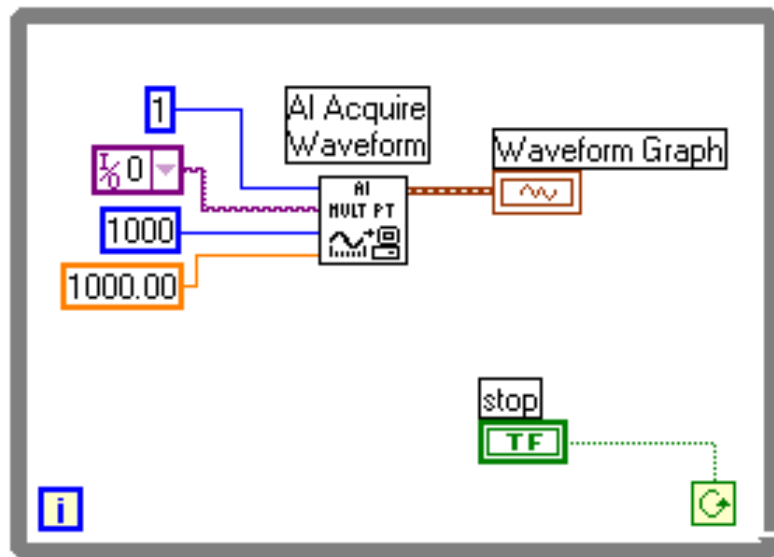 1
AI Acquire
Waveform
Waveform Graph
I/O 0
AI
MULT PT
1000
1000.00
stop
TF
i